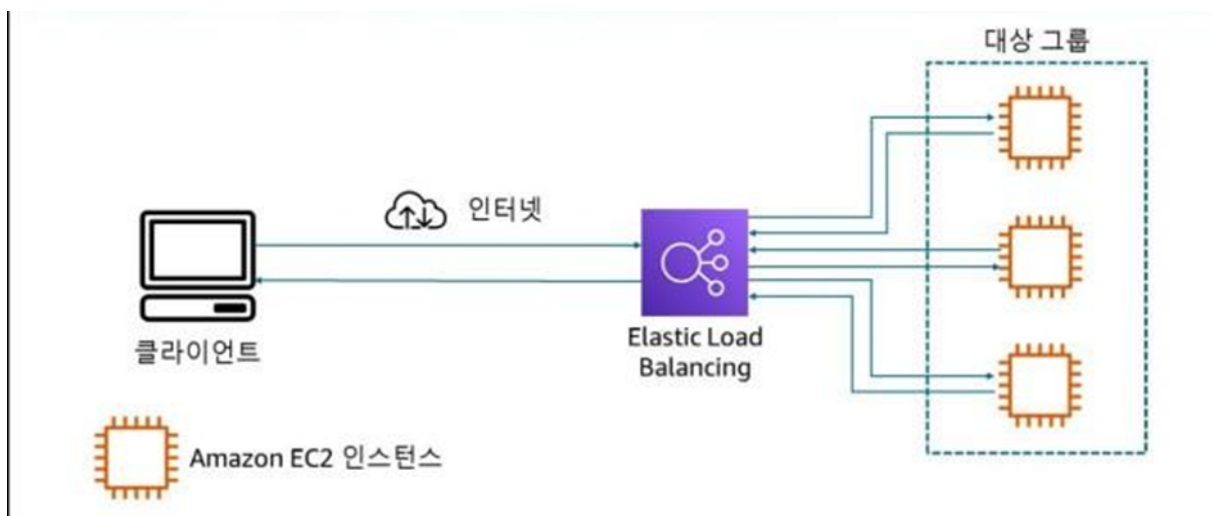 대상 그룹
인터넷
클라이언트
Elastic Load
Balancing
Amazon EC2 인스턴스